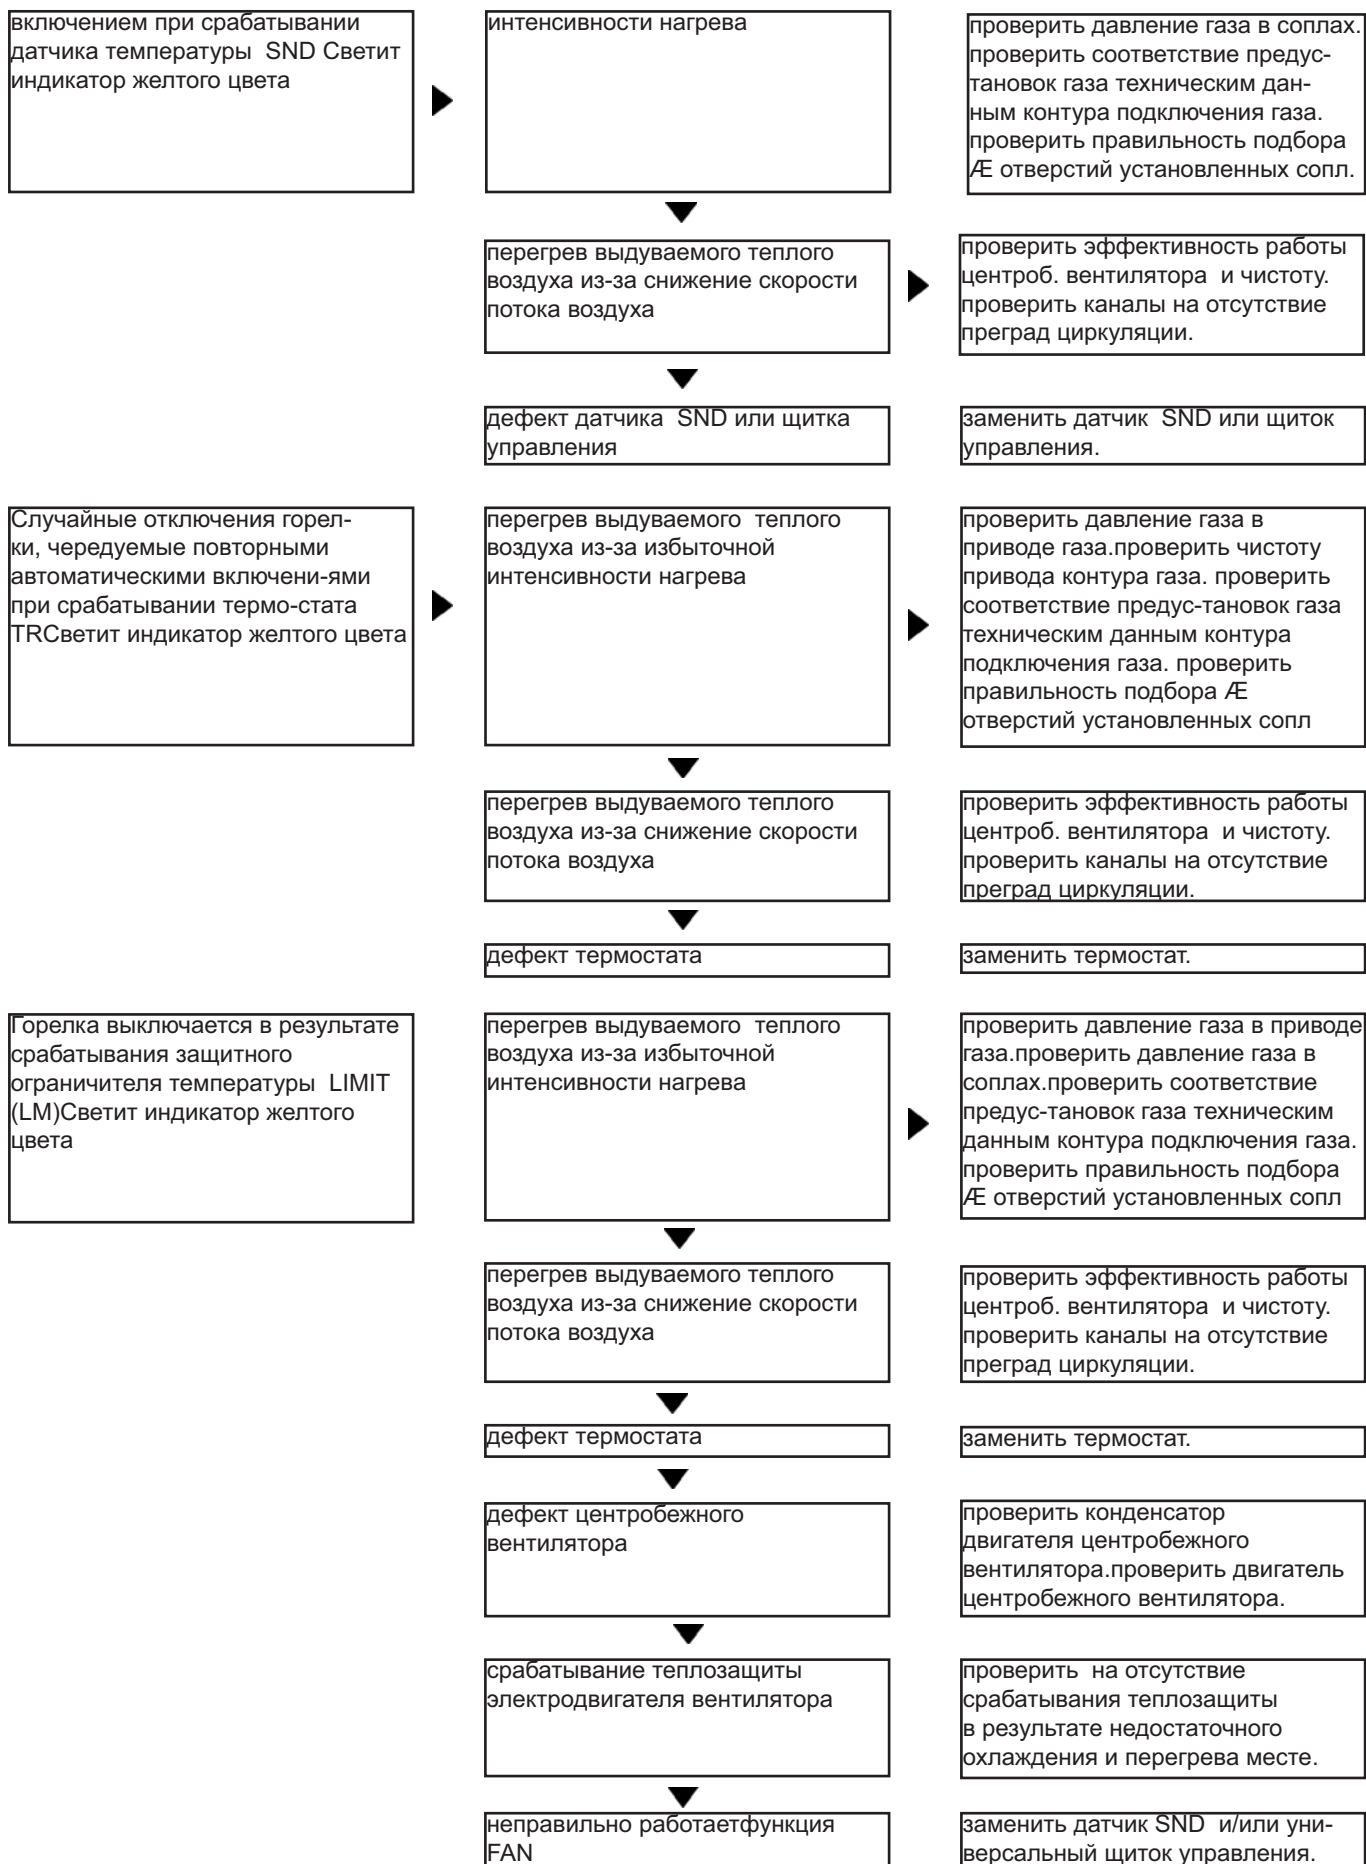 включением при срабатывании
датчика температуры  SND Светит
индикатор желтого цвета
интенсивности нагрева
проверить давление газа в соплах.
проверить соответствие предус-
тановок газа техническим дан-
ным контура подключения газа.
проверить правильность подбора
Æ отверстий установленных сопл.
перегрев выдуваемого теплого
воздуха из-за снижение скорости
потока воздуха
проверить эффективность работы
центроб. вентилятора  и чистоту.
проверить каналы на отсутствие
преград циркуляции.
дефект датчика  SND или щитка
управления
заменить датчик  SND или щиток
управления.
Случайные отключения горел-
ки, чередуемые повторными
автоматическими включени-ями
при срабатывании термо-стата
TRСветит индикатор желтого цвета
перегрев выдуваемого  теплого
воздуха из-за избыточной
интенсивности нагрева
проверить давление газа в
приводе газа.проверить чистоту
привода контура газа. проверить
соответствие предус-тановок газа
техническим данным контура
подключения газа. проверить
правильность подбора Æ
отверстий установленных сопл
перегрев выдуваемого теплого
воздуха из-за снижение скорости
потока воздуха
проверить эффективность работы
центроб. вентилятора  и чистоту.
проверить каналы на отсутствие
преград циркуляции.
дефект термостата
заменить термостат.
Горелка выключается в результате
срабатывания защитного
ограничителя температуры  LIMIT
(LM)Светит индикатор желтого
цвета
перегрев выдуваемого  теплого
воздуха из-за избыточной
интенсивности нагрева
проверить давление газа в приводе
газа.проверить давление газа в
соплах.проверить соответствие
предус-тановок газа техническим
данным контура подключения газа.
проверить правильность подбора
Æ отверстий установленных сопл
перегрев выдуваемого теплого
воздуха из-за снижение скорости
потока воздуха
проверить эффективность работы
центроб. вентилятора  и чистоту.
проверить каналы на отсутствие
преград циркуляции.
дефект термостата
заменить термостат.
дефект центробежного
вентилятора
проверить конденсатор
двигателя центробежного
вентилятора.проверить двигатель
центробежного вентилятора.
срабатывание теплозащиты
электродвигателя вентилятора
проверить  на отсутствие
срабатывания теплозащиты
в результате недостаточного
охлаждения и перегрева месте.
неправильно работаетфункция
FAN
заменить датчик SND  и/или уни-
версальный щиток управления.